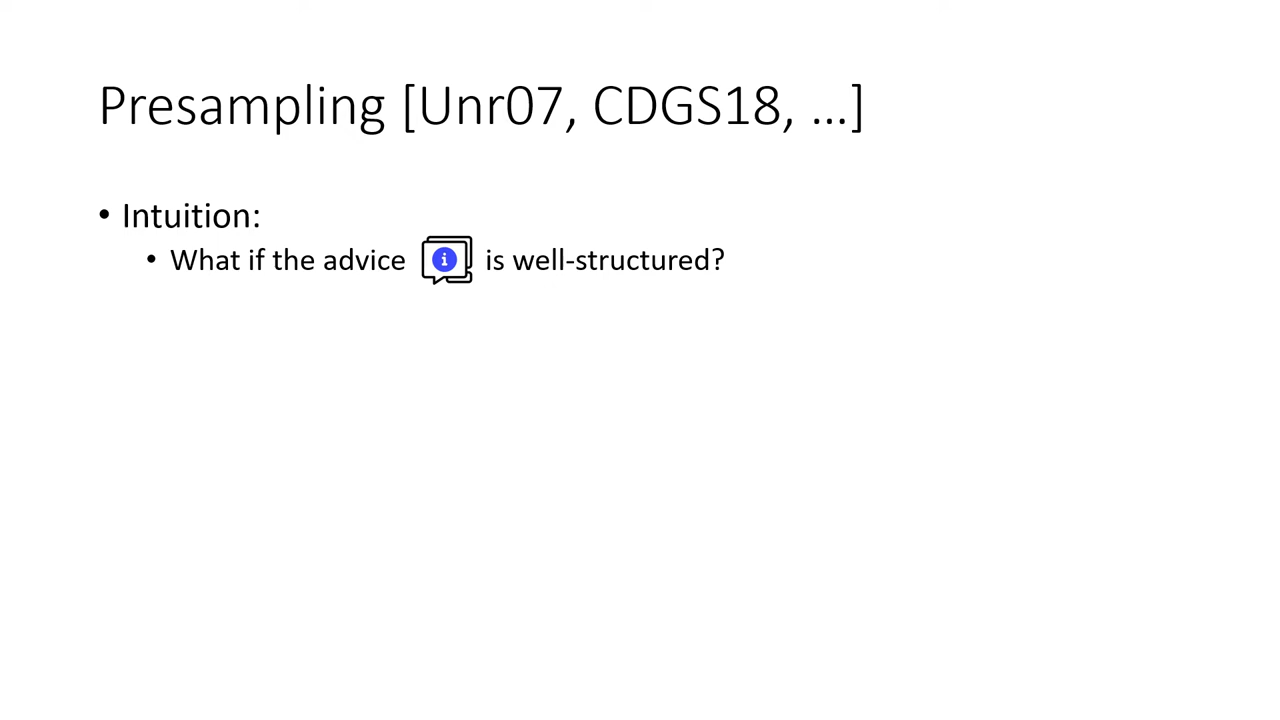 Presampling [Unr07, CDGS18, ...]
• Intuition:
• What if the advice i is well-structured?